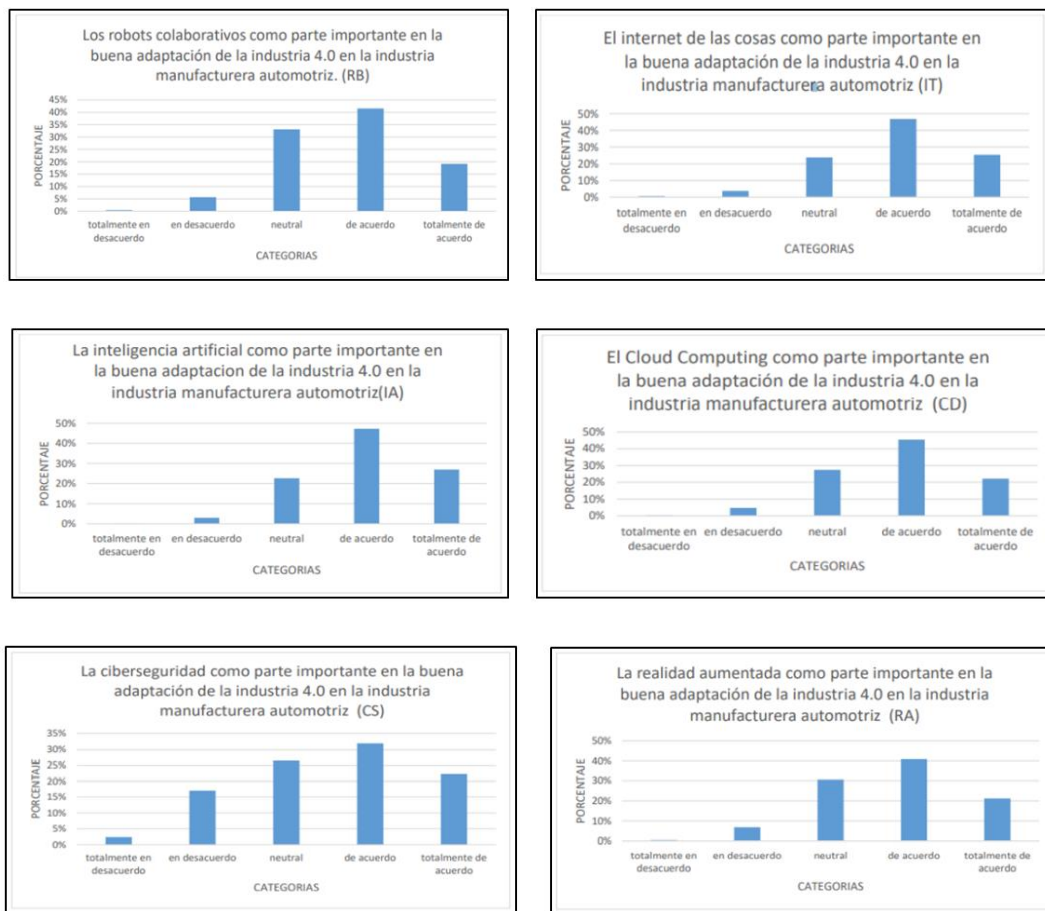 Los robots colaborativos como parte importante en la
buena adaptación de la industria 4.0 en la industria
manufacturera automotriz. (RB)
45%
40%
35%
30%
25%
20%
15%
10%
5%
0%
PORCENTAJE
totalmente en
desacuerdo
en desacuerdo
neutral
de acuerdo
totalmente de
acuerdo
CATEGORIAS
El internet de las cosas como parte importante en
la buena adaptación de la industria 4.0 en la
industria manufacturera automotriz (IT)
50%
40%
30%
20%
10%
0%
PORCENTAJE
totalmente en
desacuerdo
en desacuerdo
neutral
de acuerdo
totalmente de
acuerdo
CATEGORIAS
La inteligencia artificial como parte importante en
la buena adaptacion de la industria 4.0 en la
industria manufacturera automotriz(IA)
50%
40%
30%
20%
10%
0%
PORCENTAJE
totalmente en
desacuerdo
en desacuerdo
neutral
de acuerdo
totalmente de
acuerdo
CATEGORIAS
El Cloud Computing como parte importante en
la buena adaptación de la industria 4.0 en la
industria manufacturera automotriz (CD)
50%
40%
30%
20%
10%
0%
PORCENTAJE
totalmente en
desacuerdo
en desacuerdo
neutral
de acuerdo
totalmente de
acuerdo
CATEGORIAS
La ciberseguridad como parte importante en la buena
adaptación de la industria 4.0 en la industria
manufacturera automotriz (CS)
35%
30%
25%
20%
15%
10%
5%
0%
PORCENTAJE
totalmente en
desacuerdo
en desacuerdo
neutral
de acuerdo
totalmente de
acuerdo
CATEGORIAS
La realidad aumentada como parte importante en la
buena adaptación de la industria 4.0 en la industria
manufacturera automotriz (RA)
50%
40%
30%
20%
10%
0%
PORCENTAJE
totalmente en
desacuerdo
en desacuerdo
neutral
de acuerdo
totalmente de
acuerdo
CATEGORIAS